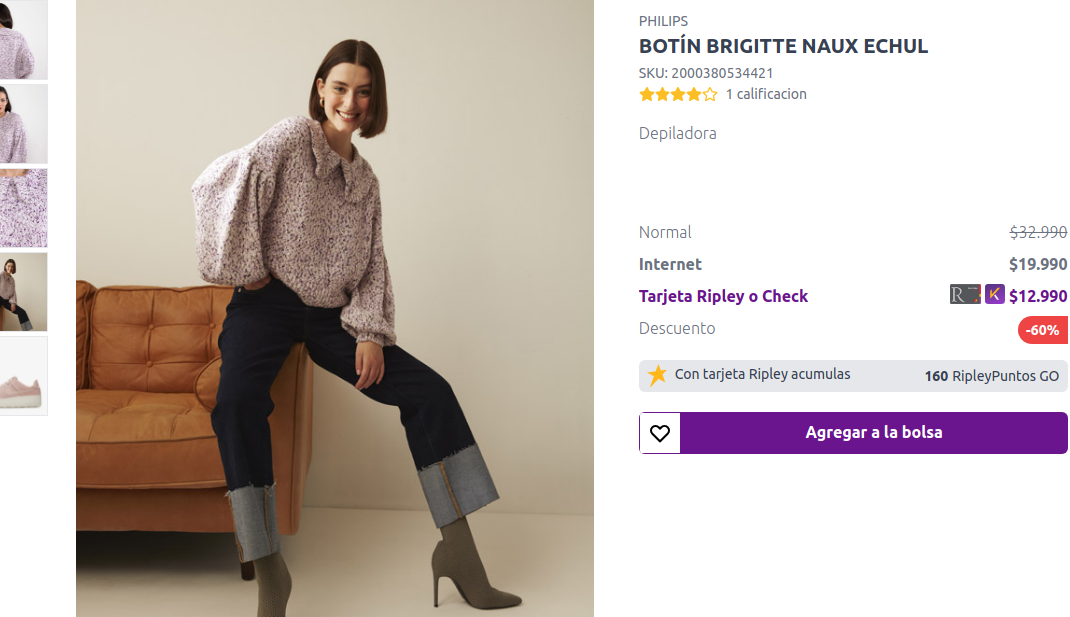 PHILIPS
BOTÍN BRIGITTE NAUX ECHUL
SKU: 2000380534421
1 calificacion
Depiladora
Normal $32.990
Internet $19.990
Tarjeta Ripley o Check R K $12.990
Descuento -60%
Con tarjeta Ripley acumulas 160 RipleyPuntos GO
Agregar a la bolsa